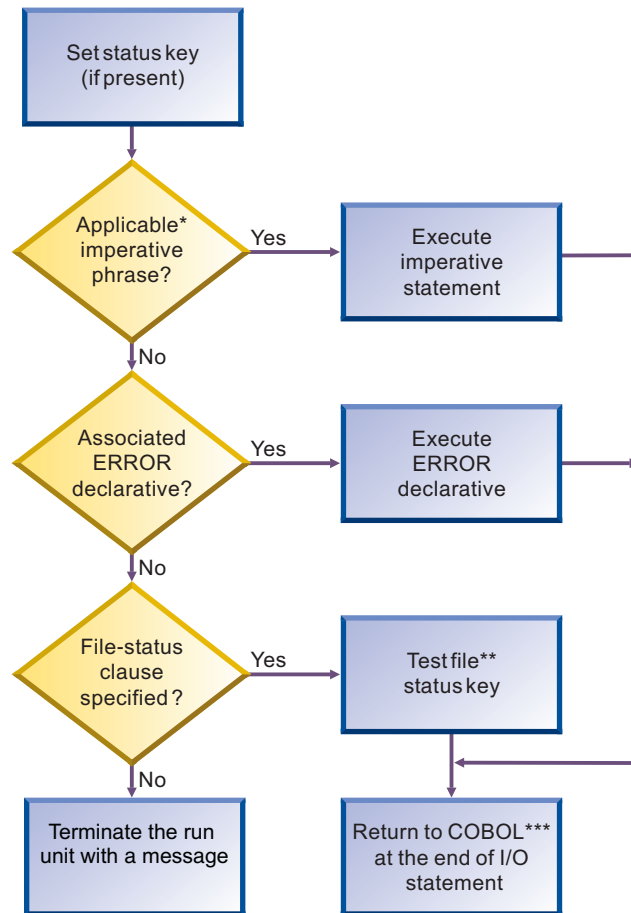 Set status key
(if present)
Applicable*
imperative
phrase?
Yes
Execute
imperative
statement
No
Associated
ERROR
declarative?
Yes
Execute
ERROR
declarative
No
File-status
clause
specified?
Yes
Test file**
status key
No
Terminate the run
unit with a message
Return to COBOL***
at the end of I/O
statement